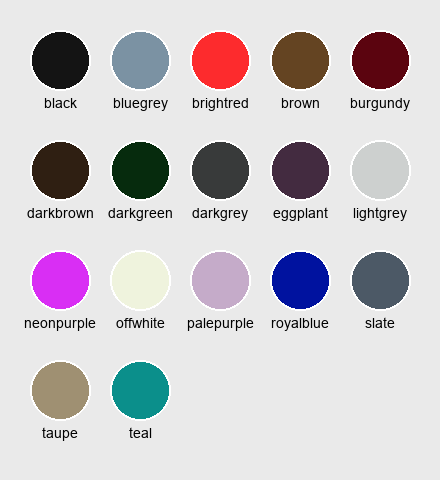 black bluegrey brightred brown burgundy
darkbrown darkgreen darkgrey eggplant lightgrey
neonpurple offwhite palepurple royalblue slate
taupe teal